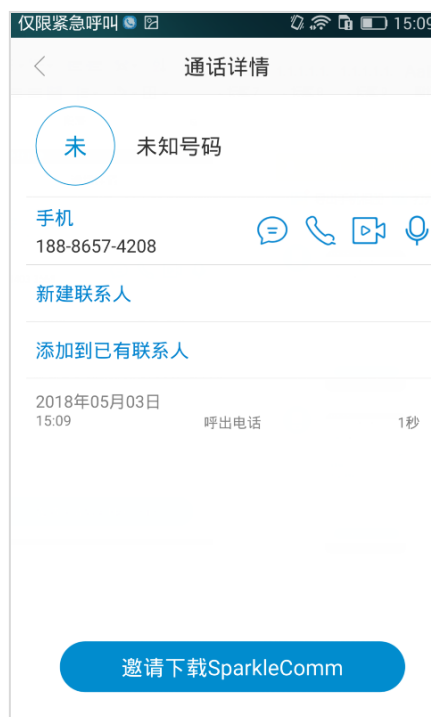 仅限紧急呼叫 15:09
通话详情
未 未知号码
手机
188-8657-4208
新建联系人
添加到已有联系人
2018年05月03日
15:09 呼出电话 1秒
邀请下载SparkleComm